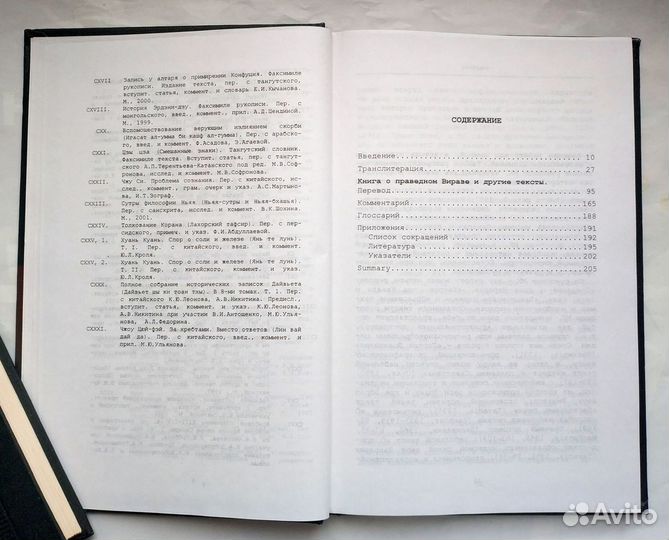 CXVII Запись у алтаря о примирении Конфуция. Факсимиле
рукописи. Издание текста, пер. с тангутского,
вступит. статья, коммент. и словарь Е.И.Кычанова.
М., 2000.
CXVIII. История Эрдэни-дзу. Факсимиле рукописи. Пер. с
монгольского, введ., коммент., прил. А.Д.Цендиной.
М., 1999.
CXX. Вспомоществование верующим излиянием скорби
(Игасат ал-умма би кашф ал-гумма). Пер. с арабско-
го, введ. и коммент. Ф.Асадова, Э.Агаевой.
CXXI. Цзы цза (Смешанные знаки). Тангутский словник.
Факсимиле текста. Вступит. статья, пер. с тангут-
ского А.П.Терентьева-Катанского под ред. М.В.Соф-
ронова, исслед. и коммент. М.В.Софронова.
CXXII. Чжу Си. Проблема сознания. Пер. с китайского, ис-
след., коммент., грам. очерк и указ. А.С.Мартыно-
ва, И.Т.Зограф.
CXXIII. Сутры философии Ньяя (Ньяя-сутры и Ньяя-бхашья).
Пер. с санскрита, исслед. и коммент. В.К.Шохина.
М., 2001.
CXXIV. Толкование Корана (Лахорский тафсир). Пер. с пер-
сидского, примеч. и указ. Ф.И.Абдуллаевой.
CXXV, 1. Хуань Куань. Спор о соли и железе (Янь те лунь).
Т. I. Пер. с китайского, введ. и коммент.
Ю.Л.Кроля.
CXXV, 2. Хуань Куань. Спор о соли и железе (Янь те лунь).
Т. II. Пер. с китайского, коммент. и указ.
Ю.Л.Кроля.
CXXX. Полное собрание исторических записок Дайвьета
(Дайвьет шы ки тоан тхы). В 8-ми томах. Т. 1. Пер.
с китайского К.Ю.Леонова, А.В.Никитина. Предисл.,
вступит. статья, коммент. и указ. К.Ю.Леонова,
А.В.Никитина при участии В.И.Антощенко, М.Ю.Улья-
нова, А.Л.Федорина.
CXXXI. Чжоу Цюй-фэй. За хребтами. Вместо ответов (Лин вай
дай да). Пер. с китайского, введ., коммент. и
прил. М.Ю.Ульянова.
СОДЕРЖАНИЕ
Введение 10
Транслитерация 27
Книга о праведном Виразе и другие тексты.
Перевод 95
Комментарий 165
Глоссарий 188
Приложения 191
Список сокращений 192
Литература 195
Указатели 202
Summary 205
Avito